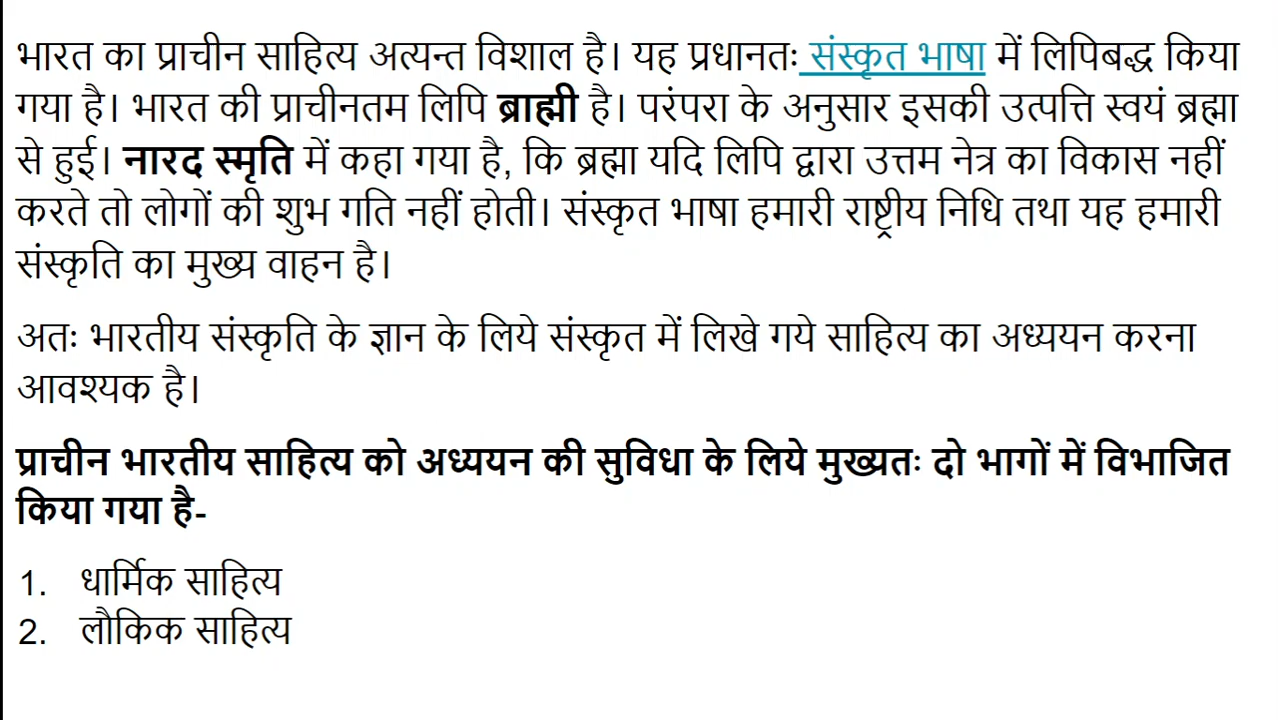 भारत का प्राचीन साहित्य अत्यन्त विशाल है। यह प्रधानतः संस्कृत भाषा में लिपिबद्ध किया
गया है। भारत की प्राचीनतम लिपि ब्राह्मी है। परंपरा के अनुसार इसकी उत्पत्ति स्वयं ब्रह्मा
से हुई। नारद स्मृति में कहा गया है, कि ब्रह्मा यदि लिपि द्वारा उत्तम नेत्र का विकास नहीं
करते तो लोगों की शुभ गति नहीं होती। संस्कृत भाषा हमारी राष्ट्रीय निधि तथा यह हमारी
संस्कृति का मुख्य वाहन है।
अतः भारतीय संस्कृति के ज्ञान के लिये संस्कृत में लिखे गये साहित्य का अध्ययन करना
आवश्यक है।
प्राचीन भारतीय साहित्य को अध्ययन की सुविधा के लिये मुख्यतः दो भागों में विभाजित
किया गया है-
1. धार्मिक साहित्य
2. लौकिक साहित्य